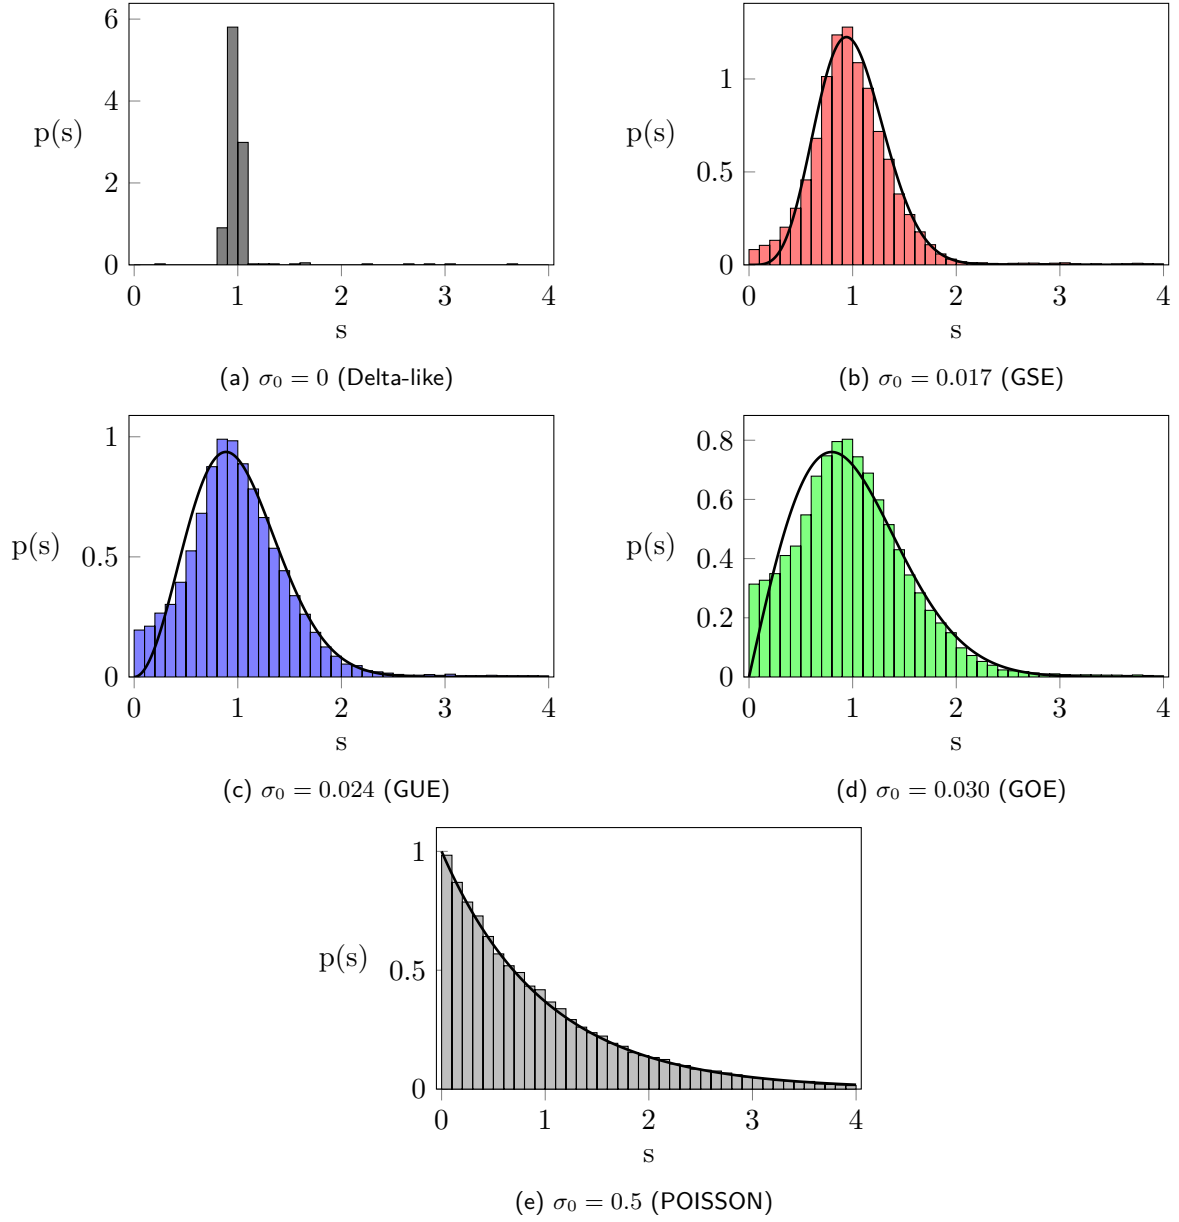 6
4
p(s)
2
0
0 1 2 3 4
s
(a) σ₀ = 0 (Delta-like)
1
p(s)
0.5
0
0 1 2 3 4
s
(b) σ₀ = 0.017 (GSE)
1
p(s)
0.5
0
0 1 2 3 4
s
(c) σ₀ = 0.024 (GUE)
0.8
0.6
p(s)
0.4
0.2
0
0 1 2 3 4
s
(d) σ₀ = 0.030 (GOE)
1
p(s)
0.5
0
0 1 2 3 4
s
(e) σ₀ = 0.5 (POISSON)